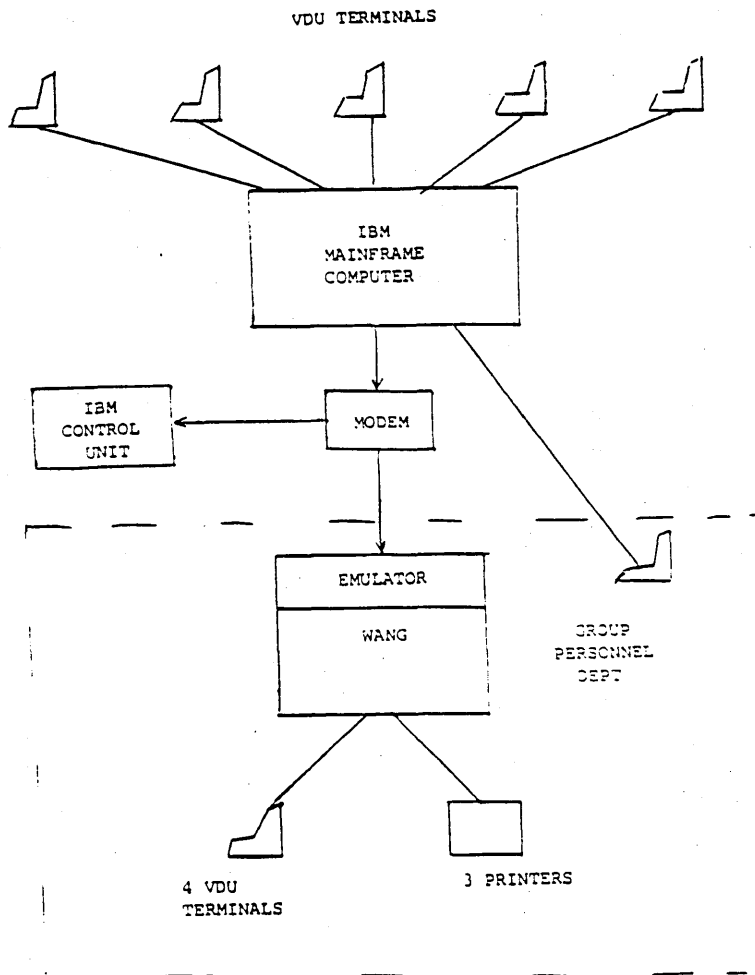 VDU TERMINALS
IBM
MAINFRAME
COMPUTER
IBM
CONTROL
UNIT
MODEM
EMULATOR
WANG
GROUP
PERSONNEL
DEPT
4 VDU
TERMINALS
3 PRINTERS